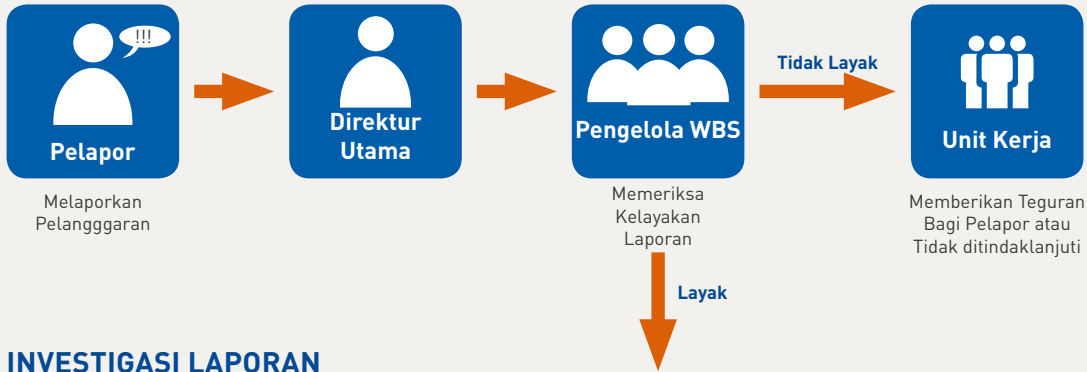 !!!
Pelapor
Melaporkan
Pelangggaran
Direktur
Utama
Pengelola WBS
Memeriksa
Kelayakan
Laporan
Tidak Layak
Unit Kerja
Memberikan Teguran
Bagi Pelapor atau
Tidak ditindaklanjuti
Layak
INVESTIGASI LAPORAN